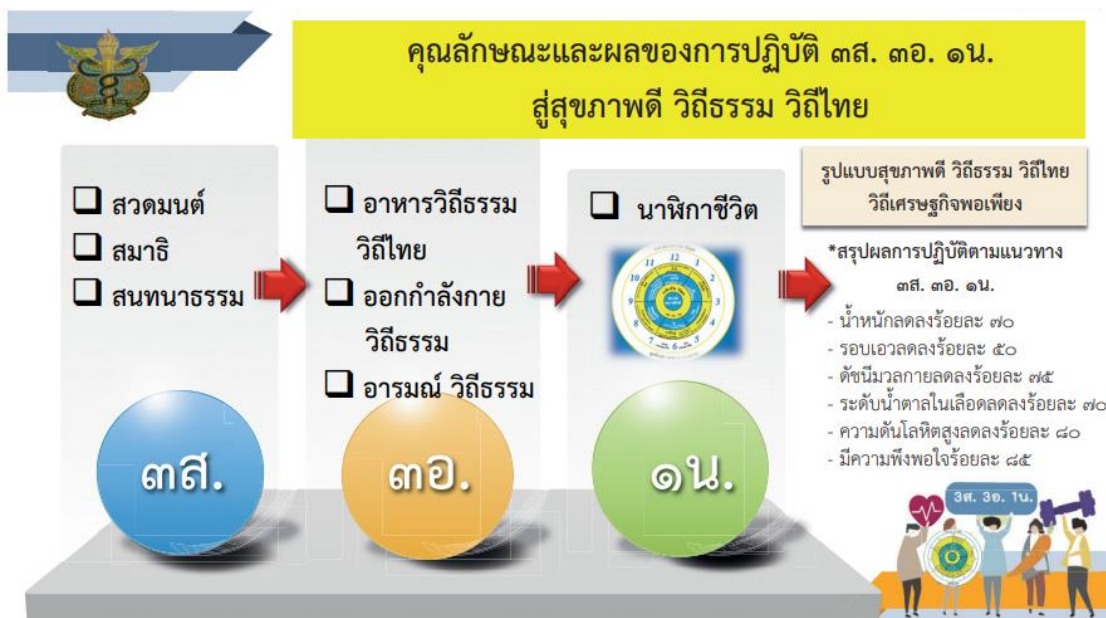 คุณลักษณะและผลของการปฏิบัติ ๓ส. ๓อ. ๑น.
สู่สุขภาพดี วิถีธรรม วิถีไทย
สวดมนต์
สมาธิ
สนทนาธรรม
๓ส.
อาหารวิถีธรรม
วิถีไทย
ออกกำลังกาย
วิถีธรรม
อารมณ์ วิถีธรรม
๓อ.
นาฬิกาชีวิต
12
1
2
3
4
5
6
7
8
9
10
11
๑น.
รูปแบบสุขภาพดี วิถีธรรม วิถีไทย
วิถีเศรษฐกิจพอเพียง
*สรุปผลการปฏิบัติตามแนวทาง
๓ส. ๓อ. ๑น.
- น้ำหนักลดลงร้อยละ ๗๐
- รอบเอวลดลงร้อยละ ๕๐
- ดัชนีมวลกายลดลงร้อยละ ๗๕
- ระดับน้ำตาลในเลือดลดลงร้อยละ ๗๐
- ความดันโลหิตสูงลดลงร้อยละ ๘๐
- มีความพึงพอใจร้อยละ ๘๕
3ส. 3อ. 1น.